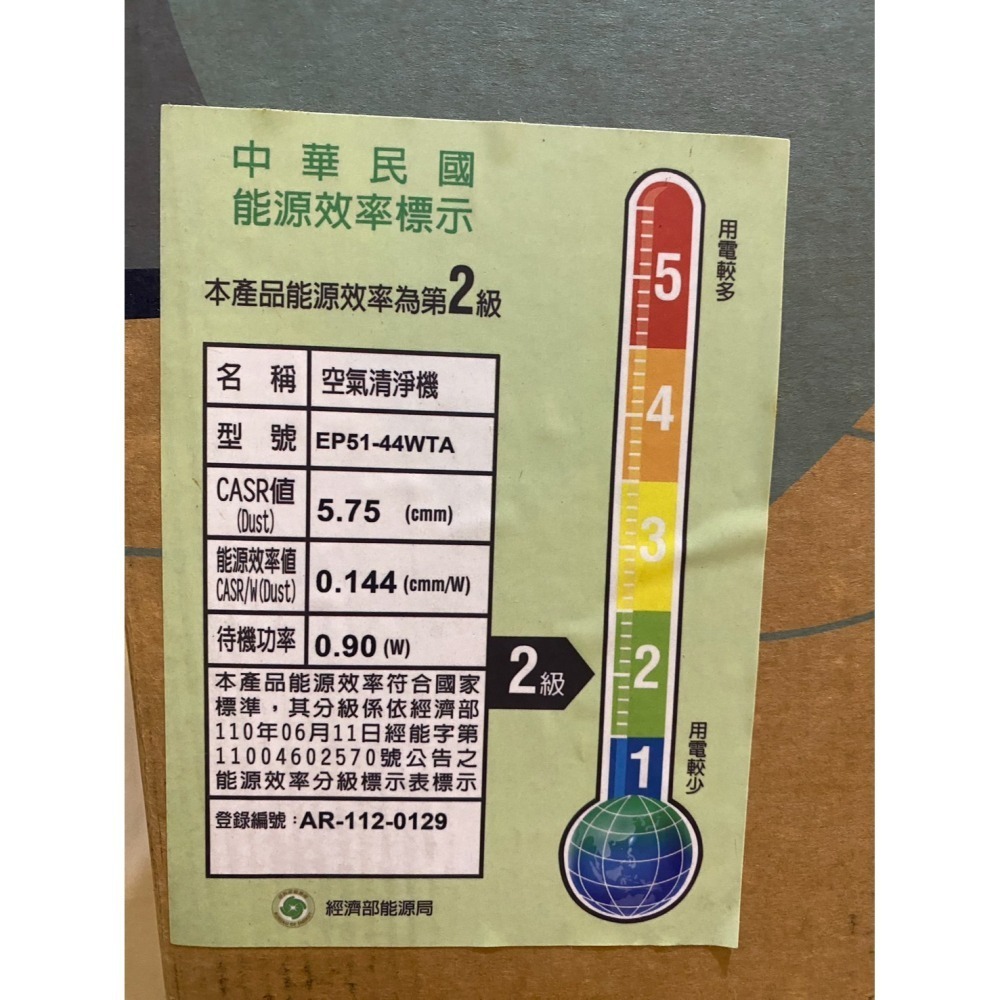 中華民國
能源效率標示
本產品能源效率為第2級
名 稱 空氣清淨機
型 號 EP51-44WTA
CASR值
(Dust) 5.75 (cmm)
能源效率值
CASR/W(Dust) 0.144 (cmm/W)
待機功率 0.90 (W)
本產品能源效率符合國家
標準，其分級係依經濟部
110年06月11日經能字第
11004602570號公告之
能源效率分級標示表標示
登錄編號：AR-112-0129
經濟部能源局
2級
用電較多
5
4
3
2
1
用電較少